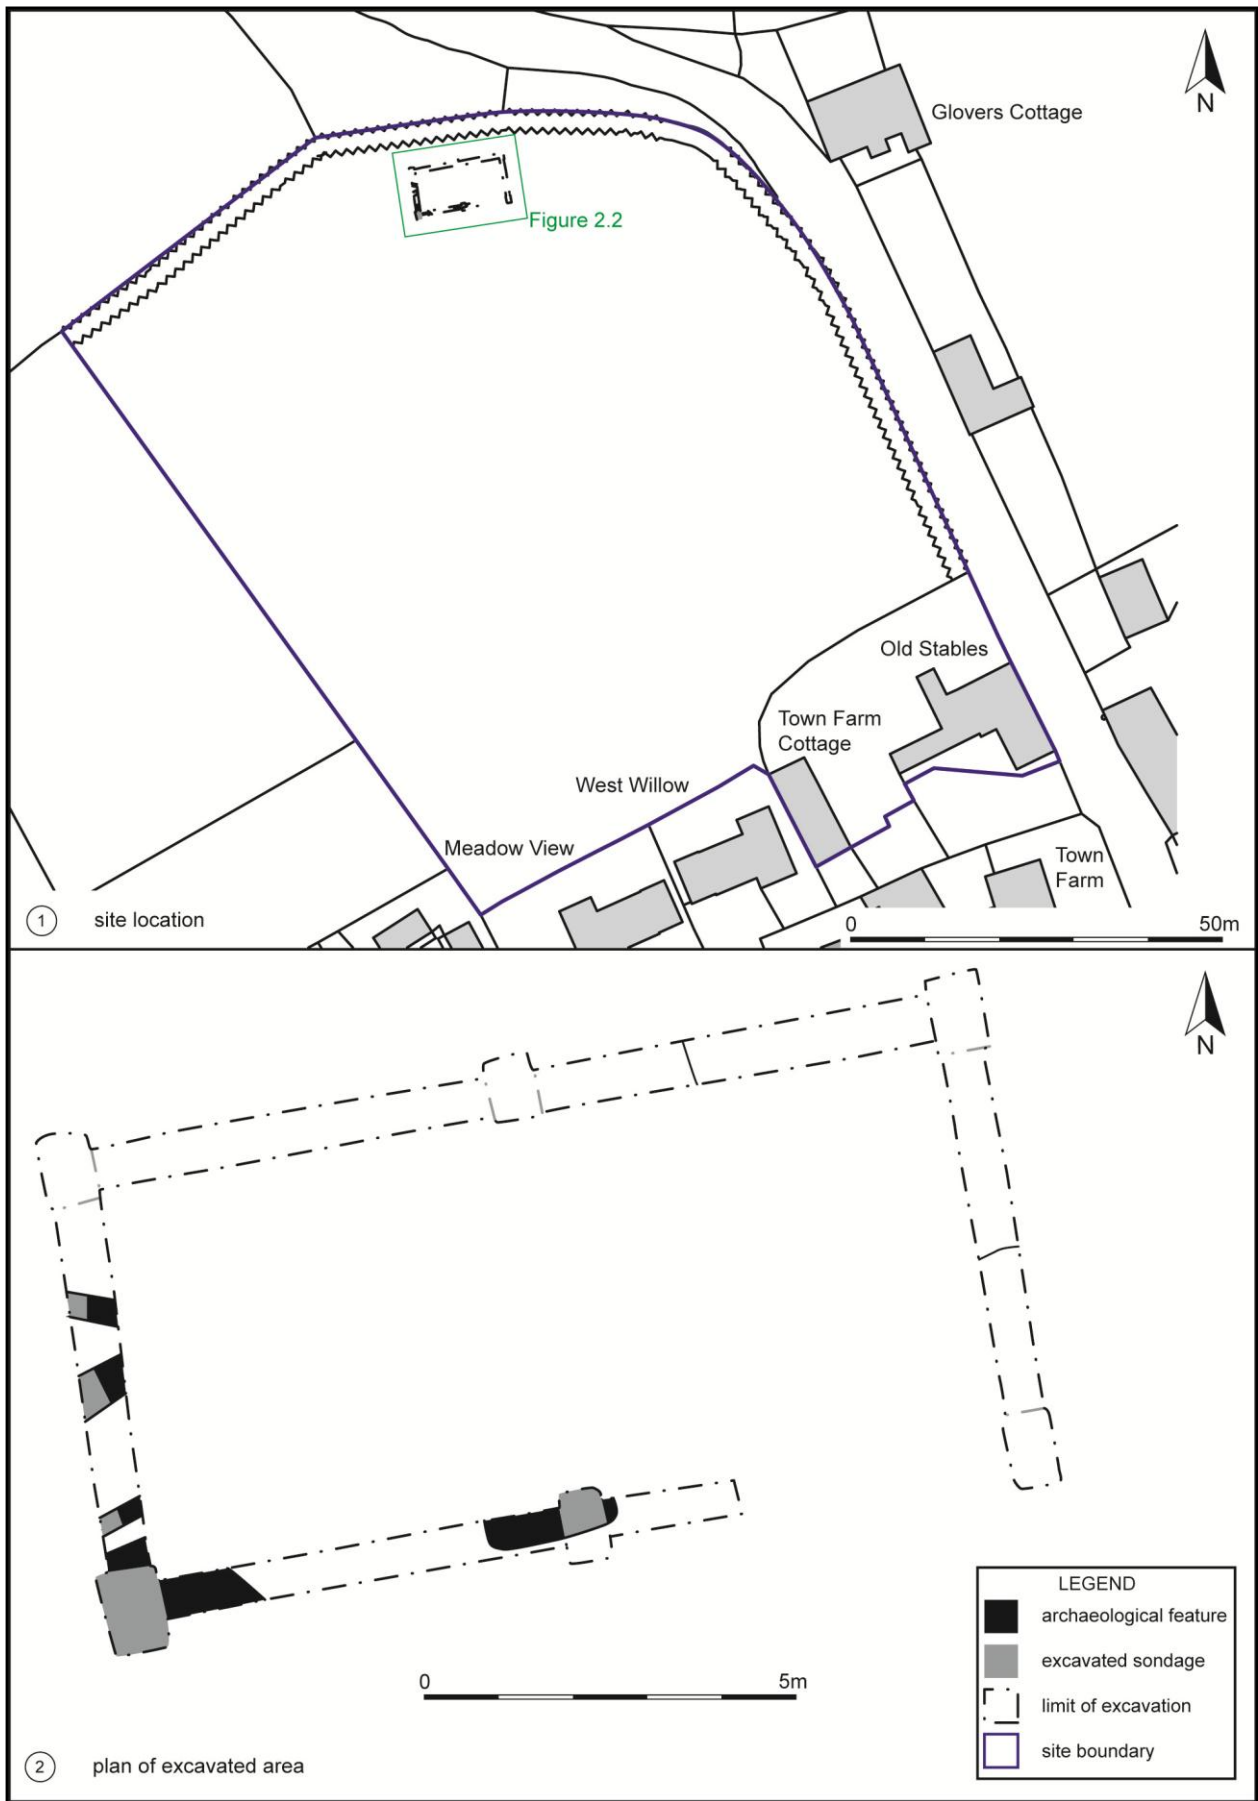 N
Glovers Cottage
Figure 2.2
Old Stables
Town Farm
Cottage
West Willow
Meadow View
Town
Farm
1 site location
0 50m
N
LEGEND
archaeological feature
excavated sondage
limit of excavation
site boundary
0 5m
2 plan of excavated area